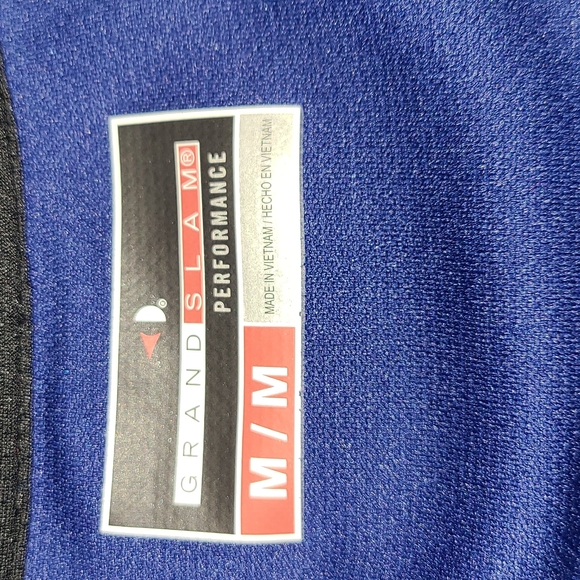 GRAND SLAM®
PERFORMANCE
M / M
MADE IN VIETNAM / HECHO EN VIETNAM